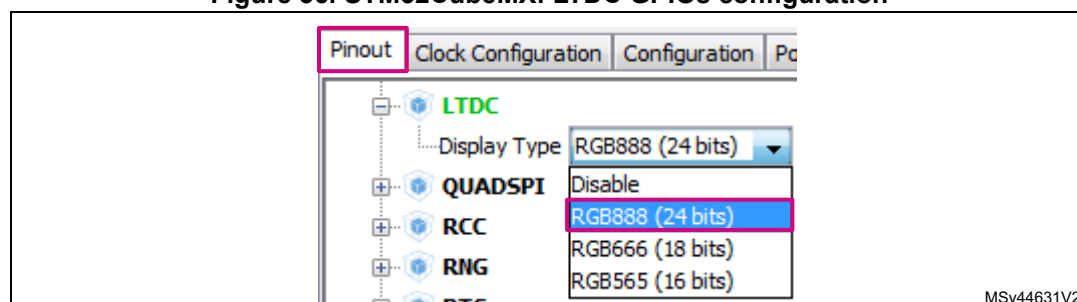 Pinout Clock Configuration Configuration Po
LTDC
Display Type RGB888 (24 bits)
QUADSPI Disable
RCC RGB888 (24 bits)
RGB666 (18 bits)
RNG
RGB565 (16 bits)
MSv44631V2